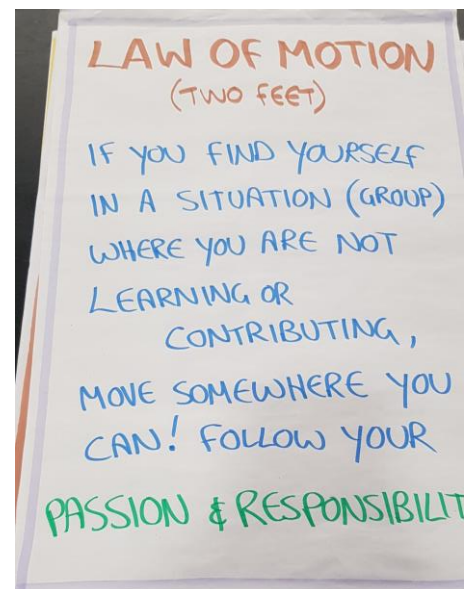 LAW OF MOTION
(TWO FEET)
IF YOU FIND YOURSELF
IN A SITUATION (GROUP)
WHERE YOU ARE NOT
LEARNING OR
CONTRIBUTING,
MOVE SOMEWHERE YOU
CAN! FOLLOW YOUR
PASSION & RESPONSIBILIT